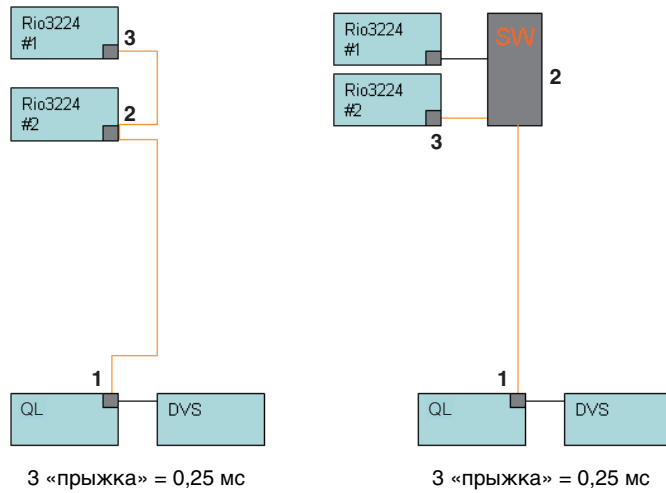 Rio3224
#1
3
Rio3224
#2
2
1
QL
DVS
3 «прыжка» = 0,25 мс
Rio3224
#1
SW
2
Rio3224
#2
3
1
QL
DVS
3 «прыжка» = 0,25 мс